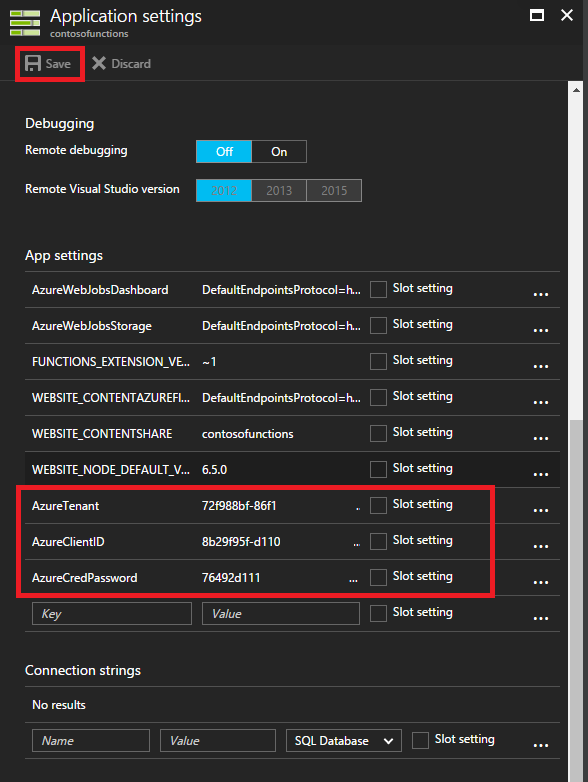 Application settings
contosofunctions
Save Discard
Debugging
Remote debugging Off On
Remote Visual Studio version 2012 2013 2015
App settings
AzureWebJobsDashboard DefaultEndpointsProtocol=h... Slot setting ...
AzureWebJobsStorage DefaultEndpointsProtocol=h... Slot setting ...
FUNCTIONS_EXTENSION_VE... ~1 Slot setting ...
WEBSITE_CONTENTAZUREFI... DefaultEndpointsProtocol=h... Slot setting ...
WEBSITE_CONTENTSHARE contosofunctions Slot setting ...
WEBSITE_NODE_DEFAULT_V... 6.5.0 Slot setting ...
AzureTenant 72f988bf-86f1 .. Slot setting ...
AzureClientID 8b29f95f-d110 ... Slot setting ...
AzureCredPassword 76492d111 ... Slot setting ...
Key Value Slot setting ...
Connection strings
No results
Name Value SQL Database Slot setting ...